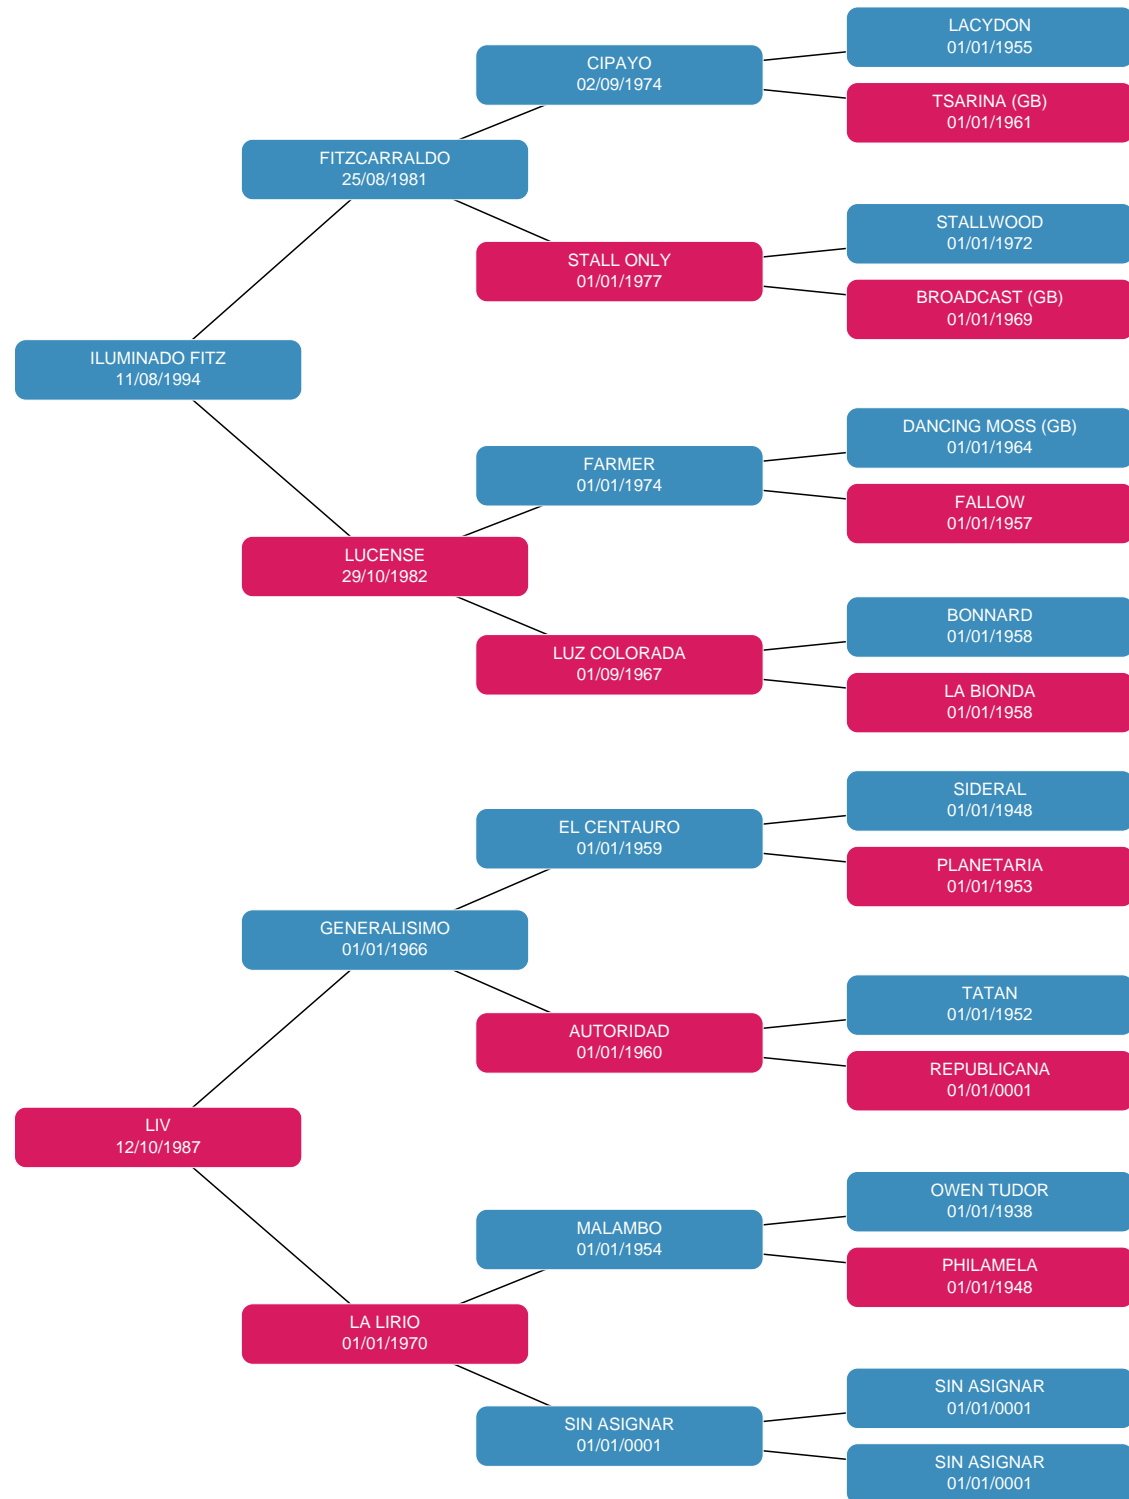 LACYDON
01/01/1955
CIPAYO
02/09/1974
TSARINA (GB)
01/01/1961
FITZCARRALDO
25/08/1981
STALLWOOD
01/01/1972
STALL ONLY
01/01/1977
BROADCAST (GB)
01/01/1969
ILUMINADO FITZ
11/08/1994
DANCING MOSS (GB)
01/01/1964
FARMER
01/01/1974
FALLOW
01/01/1957
LUCENSE
29/10/1982
BONNARD
01/01/1958
LUZ COLORADA
01/09/1967
LA BIONDA
01/01/1958
SIDERAL
01/01/1948
EL CENTAURO
01/01/1959
PLANETARIA
01/01/1953
GENERALISIMO
01/01/1966
TATAN
01/01/1952
AUTORIDAD
01/01/1960
REPUBLICANA
01/01/0001
LIV
12/10/1987
OWEN TUDOR
01/01/1938
MALAMBO
01/01/1954
PHILAMELA
01/01/1948
LA LIRIO
01/01/1970
SIN ASIGNAR
01/01/0001
SIN ASIGNAR
01/01/0001
SIN ASIGNAR
01/01/0001